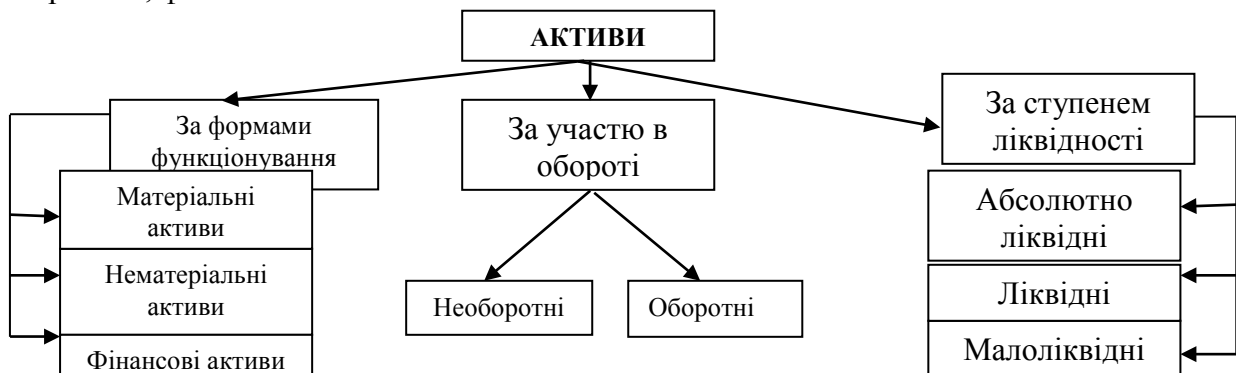 АКТИВИ
За формами
функціонування
Матеріальні
активи
Нематеріальні
активи
Фінансові активи
За участю в
обороті
Необоротні
Оборотні
За ступенем
ліквідності
Абсолютно
ліквідні
Ліквідні
Малоліквідні